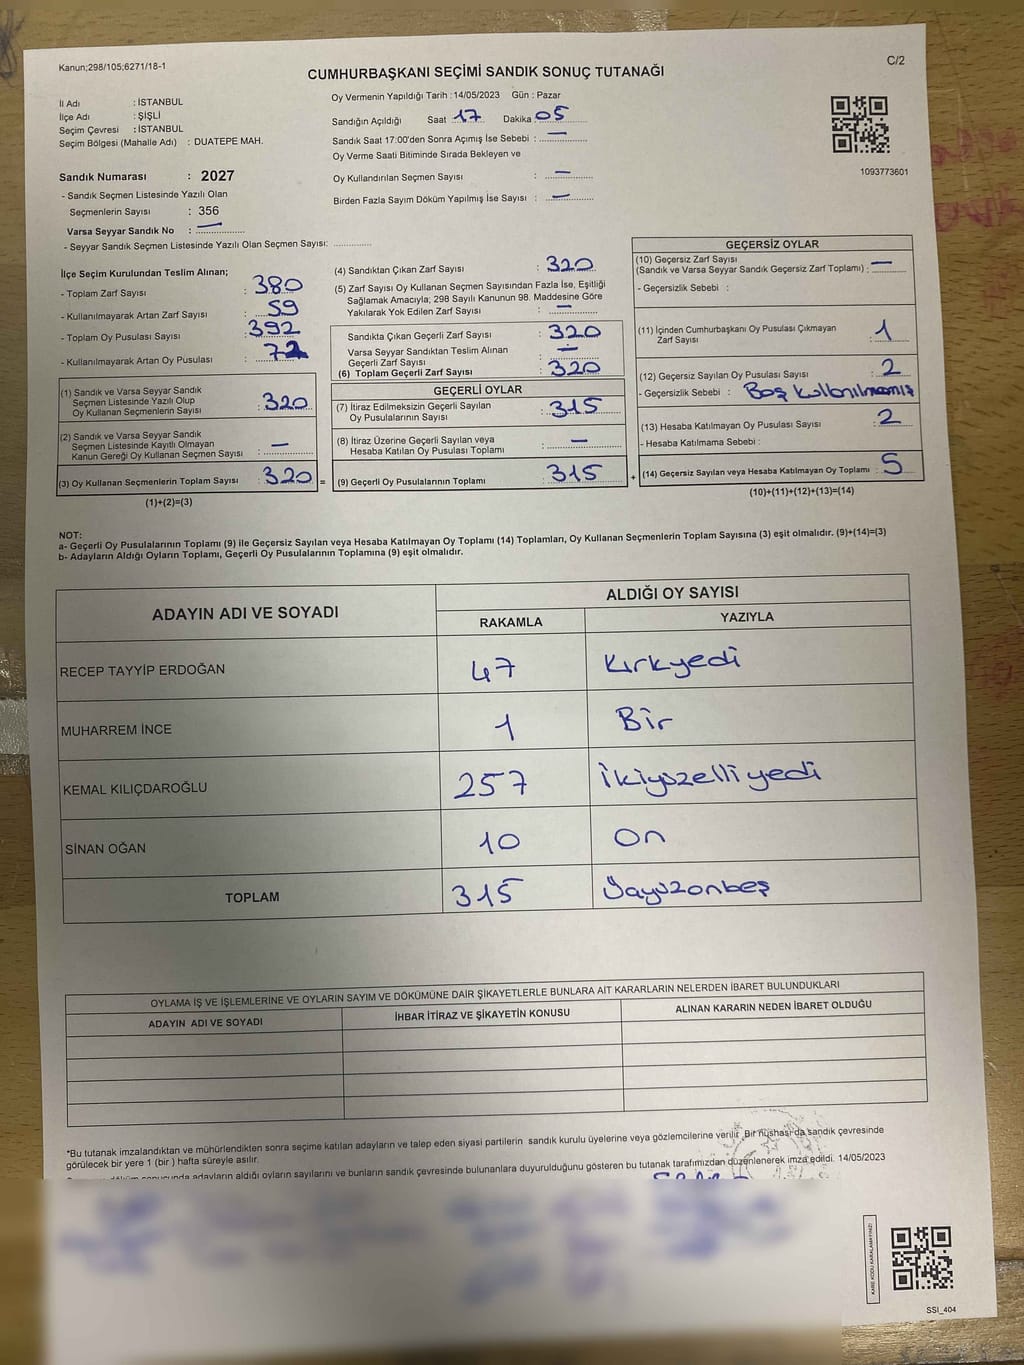 Kanun;298/105;6271/18-1
C/2
CUMHURBAŞKANI SEÇİMİ SANDIK SONUÇ TUTANAĞI
İl Adı : İSTANBUL
İlçe Adı : ŞİŞLİ
Seçim Çevresi : İSTANBUL
Seçim Bölgesi (Mahalle Adı) : DUATEPE MAH.
Sandık Numarası : 2027
- Sandık Seçmen Listesinde Yazılı Olan
Seçmenlerin Sayısı : 356
Varsa Seyyar Sandık No : —
- Seyyar Sandık Seçmen Listesinde Yazılı Olan Seçmen Sayısı: ............
Oy Vermenin Yapıldığı Tarih :14/05/2023 Gün : Pazar
Sandığın Açıldığı Saat 17 Dakika 05
Sandık Saat 17:00'den Sonra Açımış İse Sebebi : —
Oy Verme Saati Bitiminde Sırada Bekleyen ve
Oy Kullandırılan Seçmen Sayısı : —
Birden Fazla Sayım Döküm Yapılmış İse Sayısı : —
1093773601
İlçe Seçim Kurulundan Teslim Alınan;
- Toplam Zarf Sayısı : 380
- Kullanılmayarak Artan Zarf Sayısı : 59
- Toplam Oy Pusulası Sayısı : 392
- Kullanılmayarak Artan Oy Pusulası : 72
(1) Sandık ve Varsa Seyyar Sandık
Seçmen Listesinde Yazılı Olup
Oy Kullanan Seçmenlerin Sayısı : 320
(2) Sandık ve Varsa Seyyar Sandık
Seçmen Listesinde Kayıtlı Olmayan
Kanun Gereği Oy Kullanan Seçmen Sayısı : —
(3) Oy Kullanan Seçmenlerin Toplam Sayısı : 320 =
(1)+(2)=(3)
(4) Sandıktan Çıkan Zarf Sayısı : 320
(5) Zarf Sayısı Oy Kullanan Seçmen Sayısından Fazla İse, Eşitliği
Sağlamak Amacıyla; 298 Sayılı Kanunun 98. Maddesine Göre
Yakılarak Yok Edilen Zarf Sayısı : —
Sandıkta Çıkan Geçerli Zarf Sayısı : 320
Varsa Seyyar Sandıktan Teslim Alınan
Geçerli Zarf Sayısı : —
(6) Toplam Geçerli Zarf Sayısı : 320
GEÇERLİ OYLAR
(7) İtiraz Edilmeksizin Geçerli Sayılan
Oy Pusulalarının Sayısı : 315
(8) İtiraz Üzerine Geçerli Sayılan veya
Hesaba Katılan Oy Pusulası Toplamı : —
(9) Geçerli Oy Pusulalarının Toplamı : 315 +
GEÇERSİZ OYLAR
(10) Geçersiz Zarf Sayısı
(Sandık ve Varsa Seyyar Sandık Geçersiz Zarf Toplamı) : —
- Geçersizlik Sebebi :
(11) İçinden Cumhurbaşkanı Oy Pusulası Çıkmayan
Zarf Sayısı : 1
(12) Geçersiz Sayılan Oy Pusulası Sayısı : 2
- Geçersizlik Sebebi : Boş kullanılmamış
(13) Hesaba Katılmayan Oy Pusulası Sayısı : 2
- Hesaba Katılmama Sebebi :
(14) Geçersiz Sayılan veya Hesaba Katılmayan Oy Toplamı : 5
(10)+(11)+(12)+(13)=(14)
NOT:
a- Geçerli Oy Pusulalarının Toplamı (9) ile Geçersiz Sayılan veya Hesaba Katılmayan Oy Toplamı (14) Toplamları, Oy Kullanan Seçmenlerin Toplam Sayısına (3) eşit olmalıdır. (9)+(14)=(3)
b- Adayların Aldığı Oyların Toplamı, Geçerli Oy Pusulalarının Toplamına (9) eşit olmalıdır.
ADAYIN ADI VE SOYADI
ALDIĞI OY SAYISI
RAKAMLA YAZIYLA
RECEP TAYYİP ERDOĞAN 47 Kırkyedi
MUHARREM İNCE 1 Bir
KEMAL KILIÇDAROĞLU 257 İkiyüzelliyedi
SİNAN OĞAN 10 On
TOPLAM 315 Üçyüzonbeş
OYLAMA İŞ VE İŞLEMLERİNE VE OYLARIN SAYIM VE DÖKÜMÜNE DAİR ŞİKAYETLERLE BUNLARA AİT KARARLARIN NELERDEN İBARET BULUNDUKLARI
ADAYIN ADI VE SOYADI İHBAR İTİRAZ VE ŞİKAYETİN KONUSU ALINAN KARARIN NEDEN İBARET OLDUĞU
*Bu tutanak imzalandıktan ve mühürlendikten sonra seçime katılan adayların ve talep eden siyasi partilerin sandık kurulu üyelerine veya gözlemcilerine verilir. Bir nüshası da sandık çevresinde
görülecek bir yere 1 (bir ) hafta süreyle asılır.
sonucunda adayların aldığı oyların sayılarını ve bunların sandık çevresinde bulunanlara duyurulduğunu gösteren bu tutanak tarafımızdan düzenlenerek imza edildi. 14/05/2023
KARE KODU KARALAMAYINIZ!
SSI_404